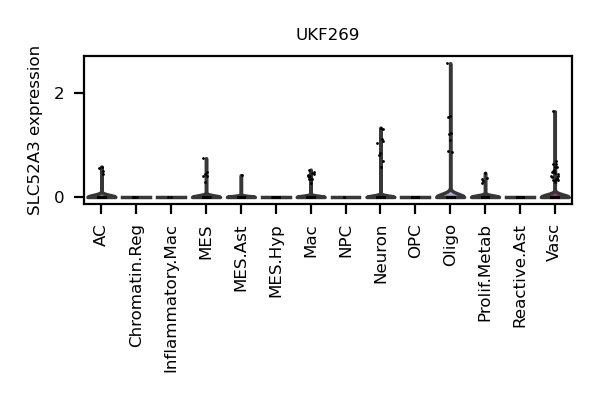 UKF269
SLC52A3 expression
2
0
AC
Chromatin.Reg
Inflammatory.Mac
MES
MES.Ast
MES.Hyp
Mac
NPC
Neuron
OPC
Oligo
Prolif.Metab
Reactive.Ast
Vasc